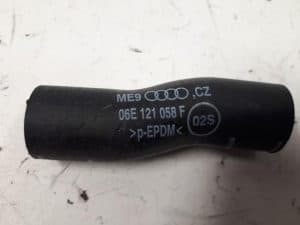 ME9 ,CZ
06E 121 058 F
>p-EPDM< 02S